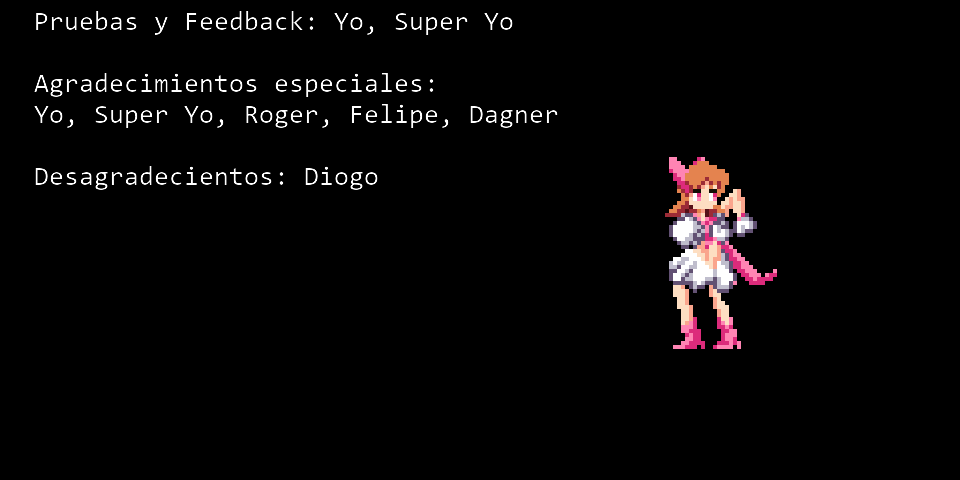 Pruebas y Feedback: Yo, Super Yo
Agradecimientos especiales:
Yo, Super Yo, Roger, Felipe, Dagner
Desagradecientos: Diogo